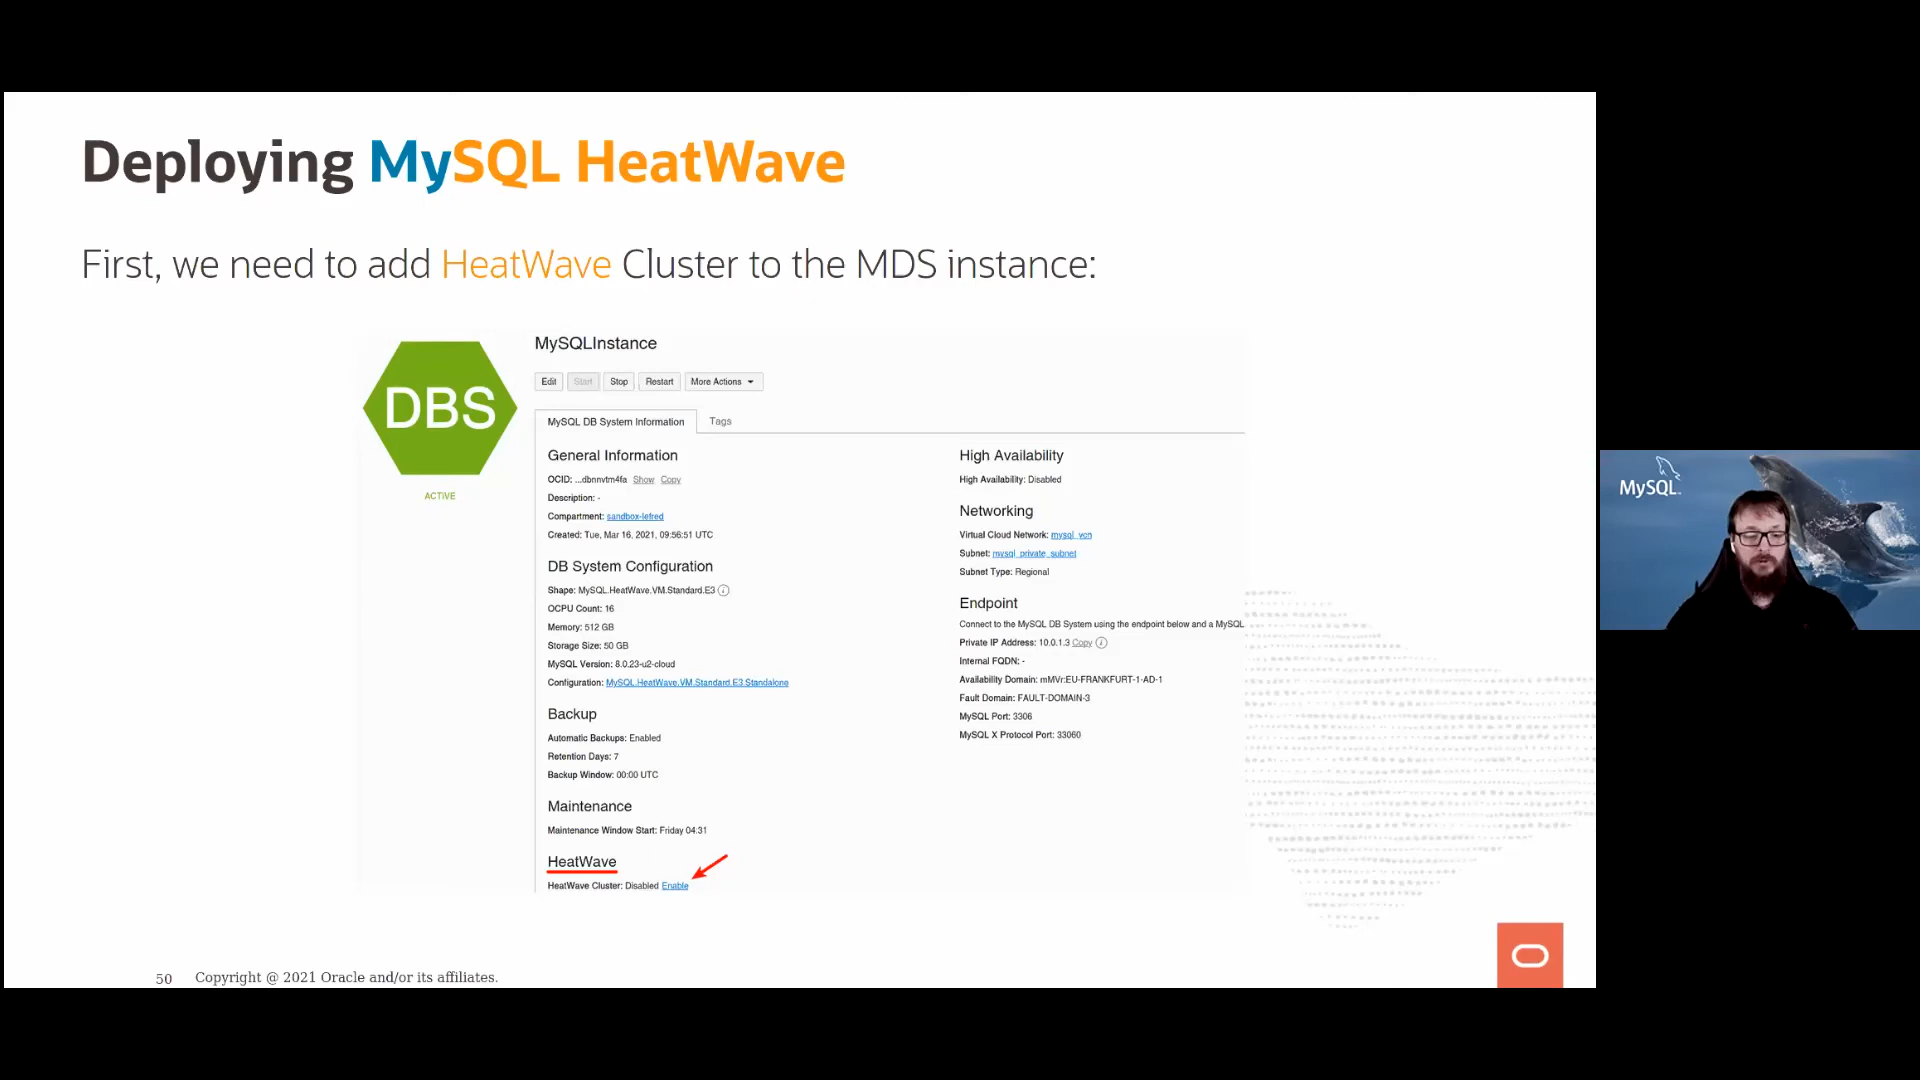 Deploying MySQL HeatWave
First, we need to add HeatWave Cluster to the MDS instance:
DBS
ACTIVE
MySQLInstance
Edit Start Stop Restart More Actions
MySQL DB System Information Tags
General Information
OCID: ...dbnnvtm4fa Show Copy
Description: -
Compartment: sandbox-lefred
Created: Tue, Mar 16, 2021, 09:56:51 UTC
DB System Configuration
Shape: MySQL.HeatWave.VM.Standard.E3
OCPU Count: 16
Memory: 512 GB
Storage Size: 50 GB
MySQL Version: 8.0.23-u2-cloud
Configuration: MySQL.HeatWave.VM.Standard.E3.Standalone
Backup
Automatic Backups: Enabled
Retention Days: 7
Backup Window: 00:00 UTC
Maintenance
Maintenance Window Start: Friday 04:31
HeatWave
HeatWave Cluster: Disabled Enable
High Availability
High Availability: Disabled
Networking
Virtual Cloud Network: mysql_vcn
Subnet: mysql_private_subnet
Subnet Type: Regional
Endpoint
Connect to the MySQL DB System using the endpoint below and a MySQL
Private IP Address: 10.0.1.3 Copy
Internal FQDN: -
Availability Domain: mMVr:EU-FRANKFURT-1-AD-1
Fault Domain: FAULT-DOMAIN-3
MySQL Port: 3306
MySQL X Protocol Port: 33060
50 Copyright @ 2021 Oracle and/or its affiliates.
MySQL